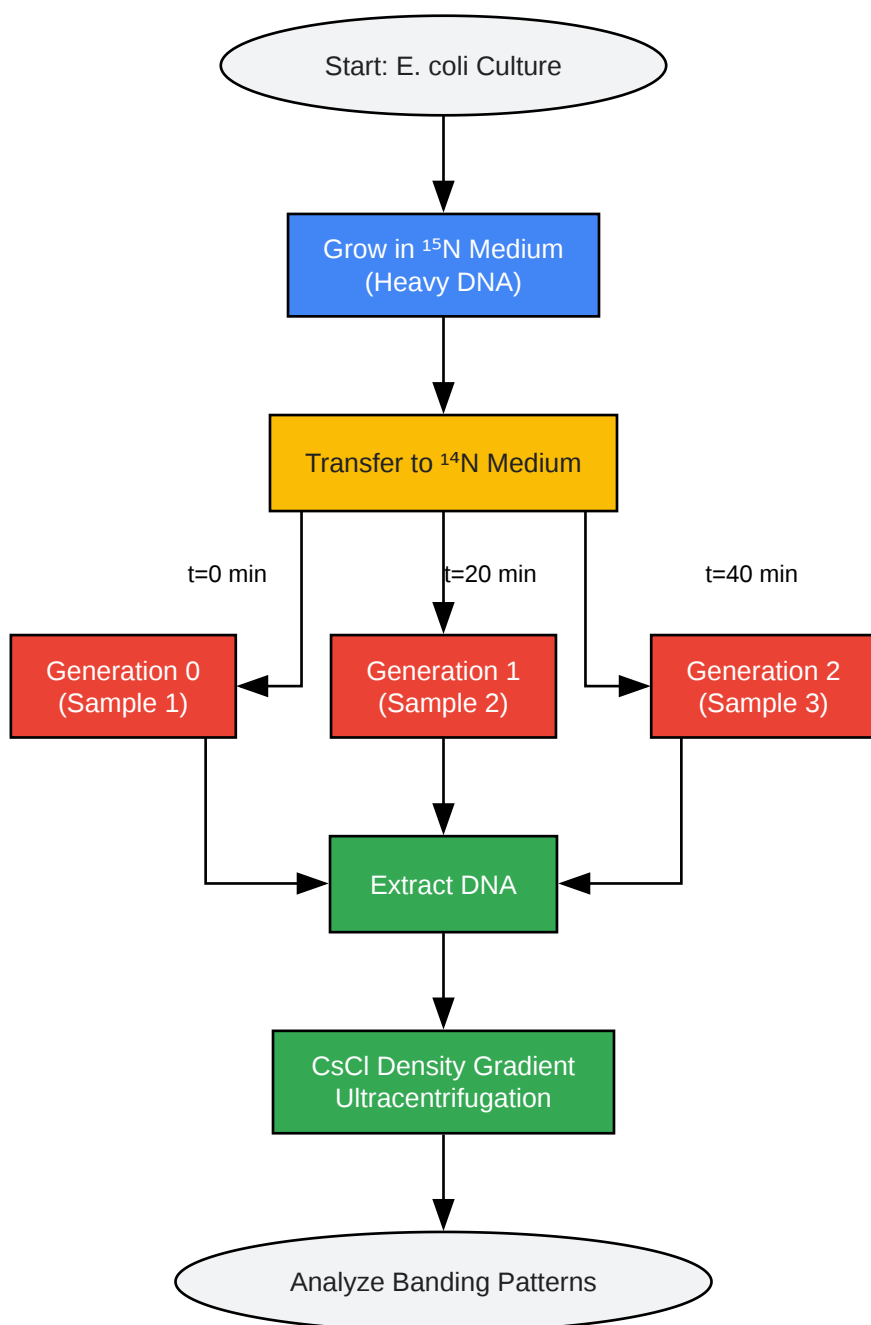 Start: E. coli Culture
Grow in ¹⁵N Medium
(Heavy DNA)
Transfer to ¹⁴N Medium
t=0 min
t=20 min
t=40 min
Generation 0
(Sample 1)
Generation 1
(Sample 2)
Generation 2
(Sample 3)
Extract DNA
CsCl Density Gradient
Ultracentrifugation
Analyze Banding Patterns